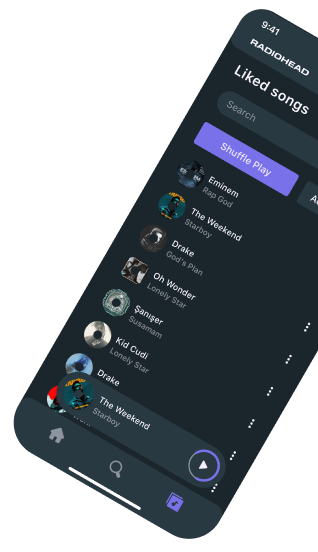 9:41
RADIOHEAD
Liked songs
Search
Shuffle Play
Eminem
Rap God
The Weekend
Starboy
Drake
God's Plan
Oh Wonder
Lonely Star
Şanışer
Susamam
Kid Cudi
Lonely Star
Drake
The Weekend
Starboy